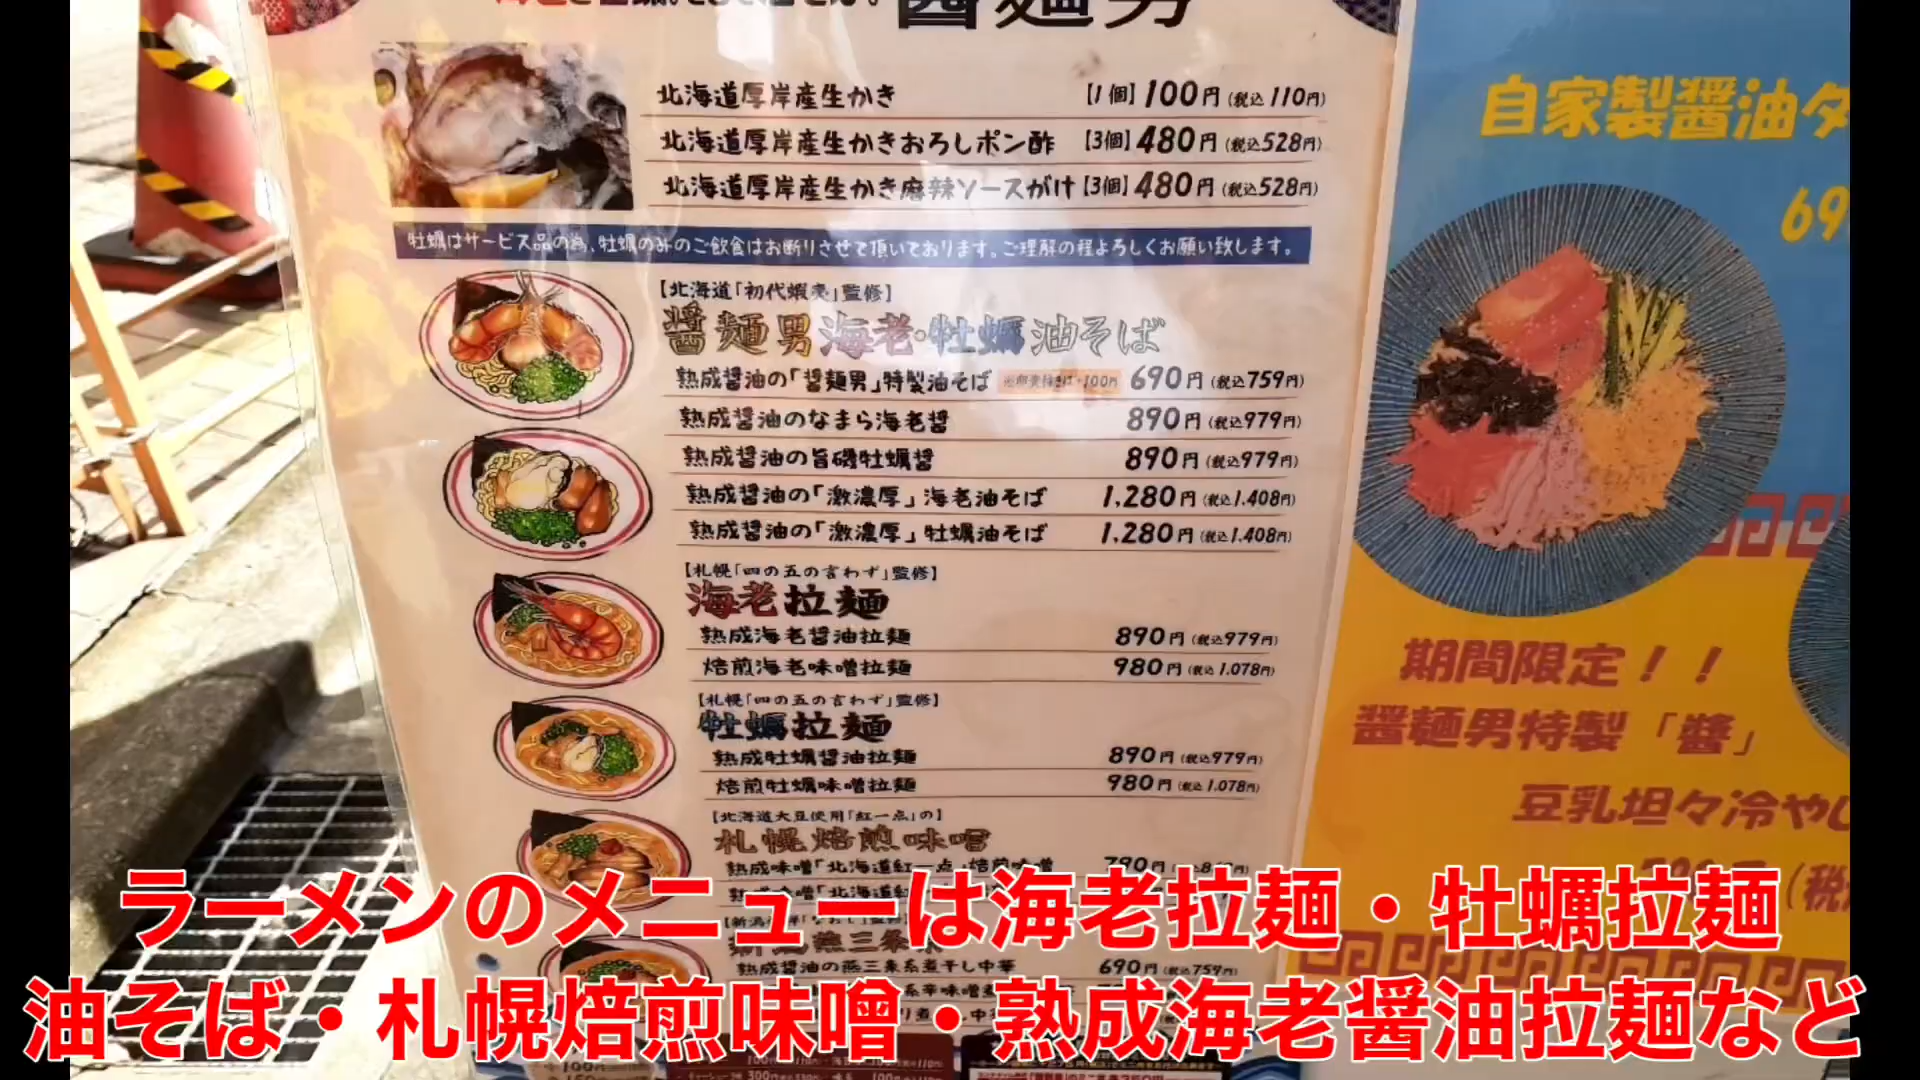 醤麺男
北海道厚岸産生かき 【1個】100円(税込110円)
北海道厚岸産生かきおろしポン酢 【3個】480円(税込528円)
北海道厚岸産生かき麻辣ソースがけ【3個】480円(税込528円)
牡蠣はサービス品の為、牡蠣のみのご飲食はお断りさせて頂いております。ご理解の程よろしくお願い致します。
【北海道「初代蝦夷」監修】
醤麺男海老・牡蠣油そば
熟成醤油の「醤麺男」特製油そば 690円(税込759円)
熟成醤油のなまら海老醤 890円(税込979円)
熟成醤油の旨磯牡蠣醤 890円(税込979円)
熟成醤油の「激濃厚」海老油そば 1,280円(税込1,408円)
熟成醤油の「激濃厚」牡蠣油そば 1,280円(税込1,408円)
【札幌「四の五の言わず」監修】
海老拉麺
熟成海老醤油拉麺 890円(税込979円)
焙煎海老味噌拉麺 980円(税込1,078円)
【札幌「四の五の言わず」監修】
牡蠣拉麺
熟成牡蠣醤油拉麺 890円(税込979円)
焙煎牡蠣味噌拉麺 980円(税込1,078円)
【北海道大豆使用「紅一点」の】
札幌焙煎味噌
熟成味噌「北海道紅一点」焙煎味噌 790円
熟成醤油の燕三条系煮干し中華 690円(税込759円)
自家製醤油タ
69
期間限定！！
醤麺男特製「醬」
豆乳坦々冷や
(税
ラーメンのメニューは海老拉麺・牡蠣拉麺
油そば・札幌焙煎味噌・熟成海老醤油拉麺など